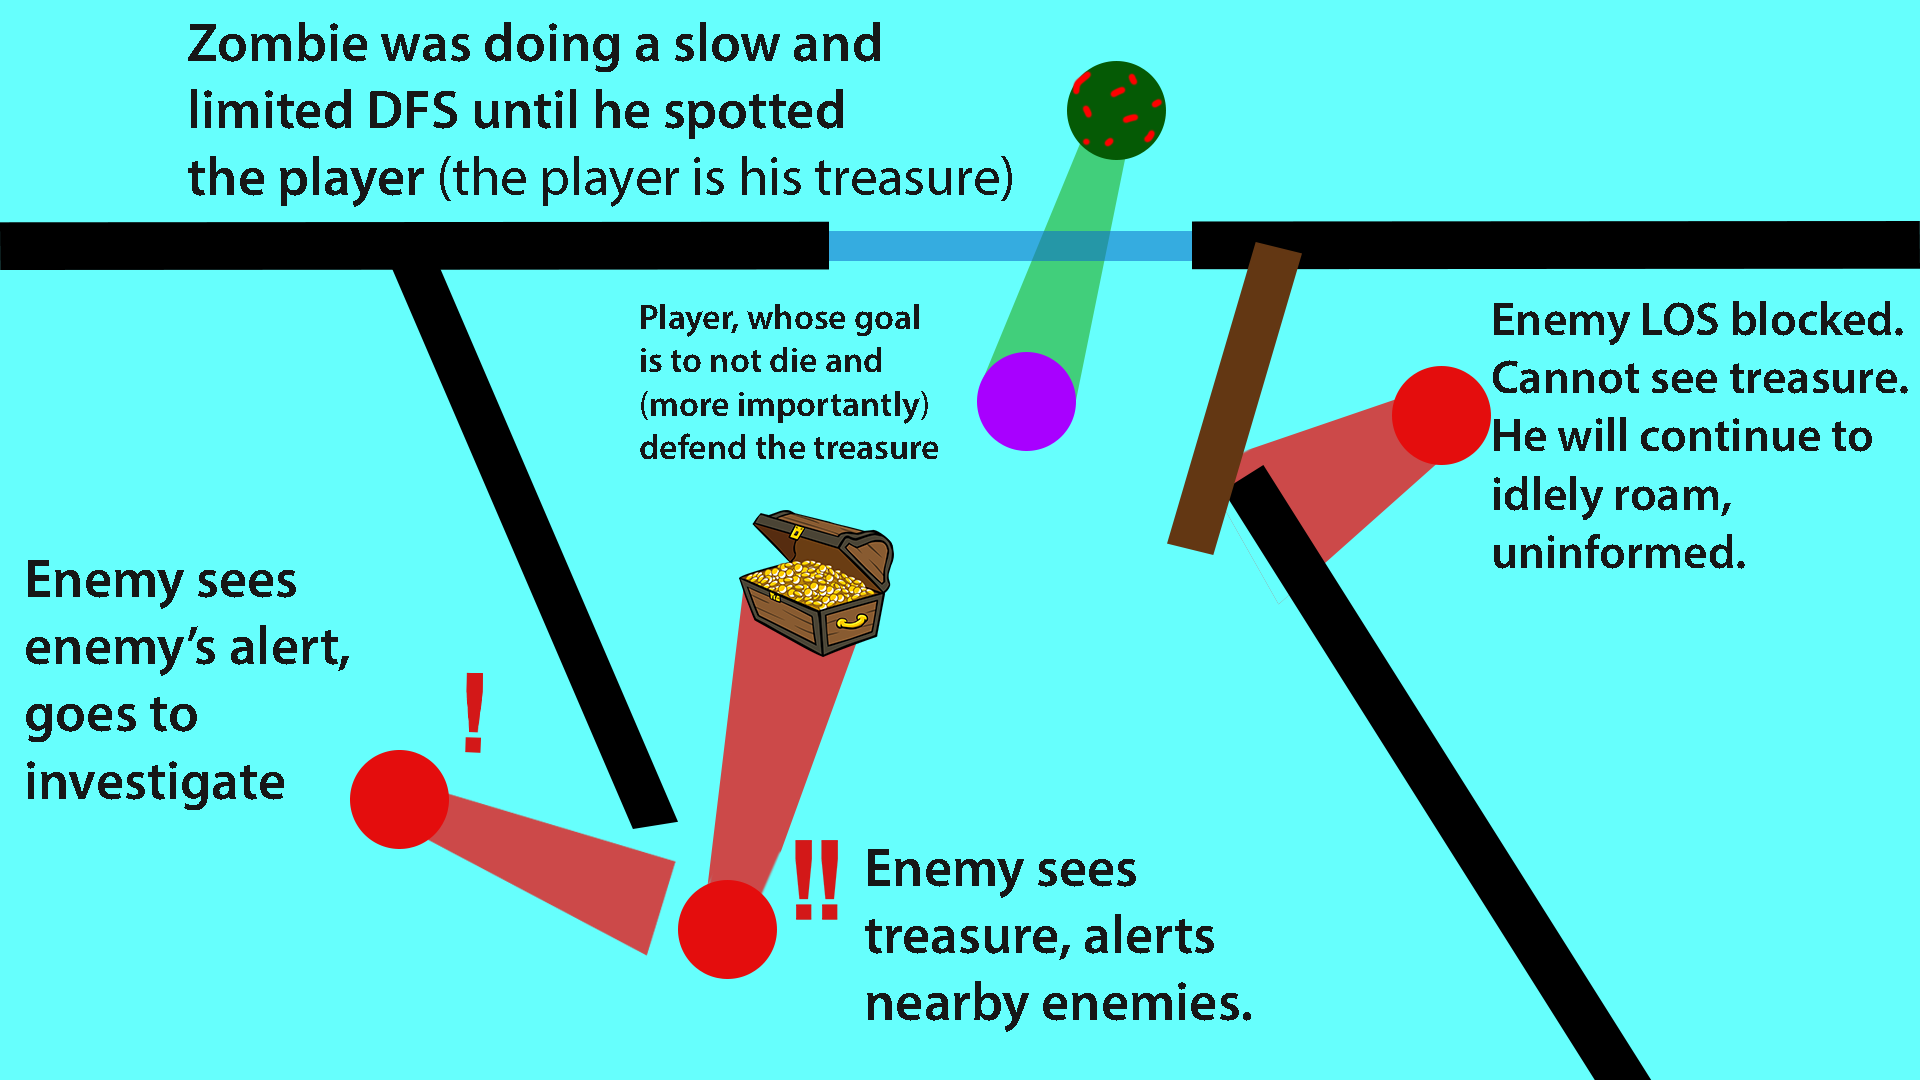 Zombie was doing a slow and
limited DFS until he spotted
the player (the player is his treasure)
Player, whose goal
is to not die and
(more importantly)
defend the treasure
Enemy LOS blocked.
Cannot see treasure.
He will continue to
idlely roam,
uninformed.
Enemy sees
enemy’s alert,
goes to
investigate
!
!!
Enemy sees
treasure, alerts
nearby enemies.